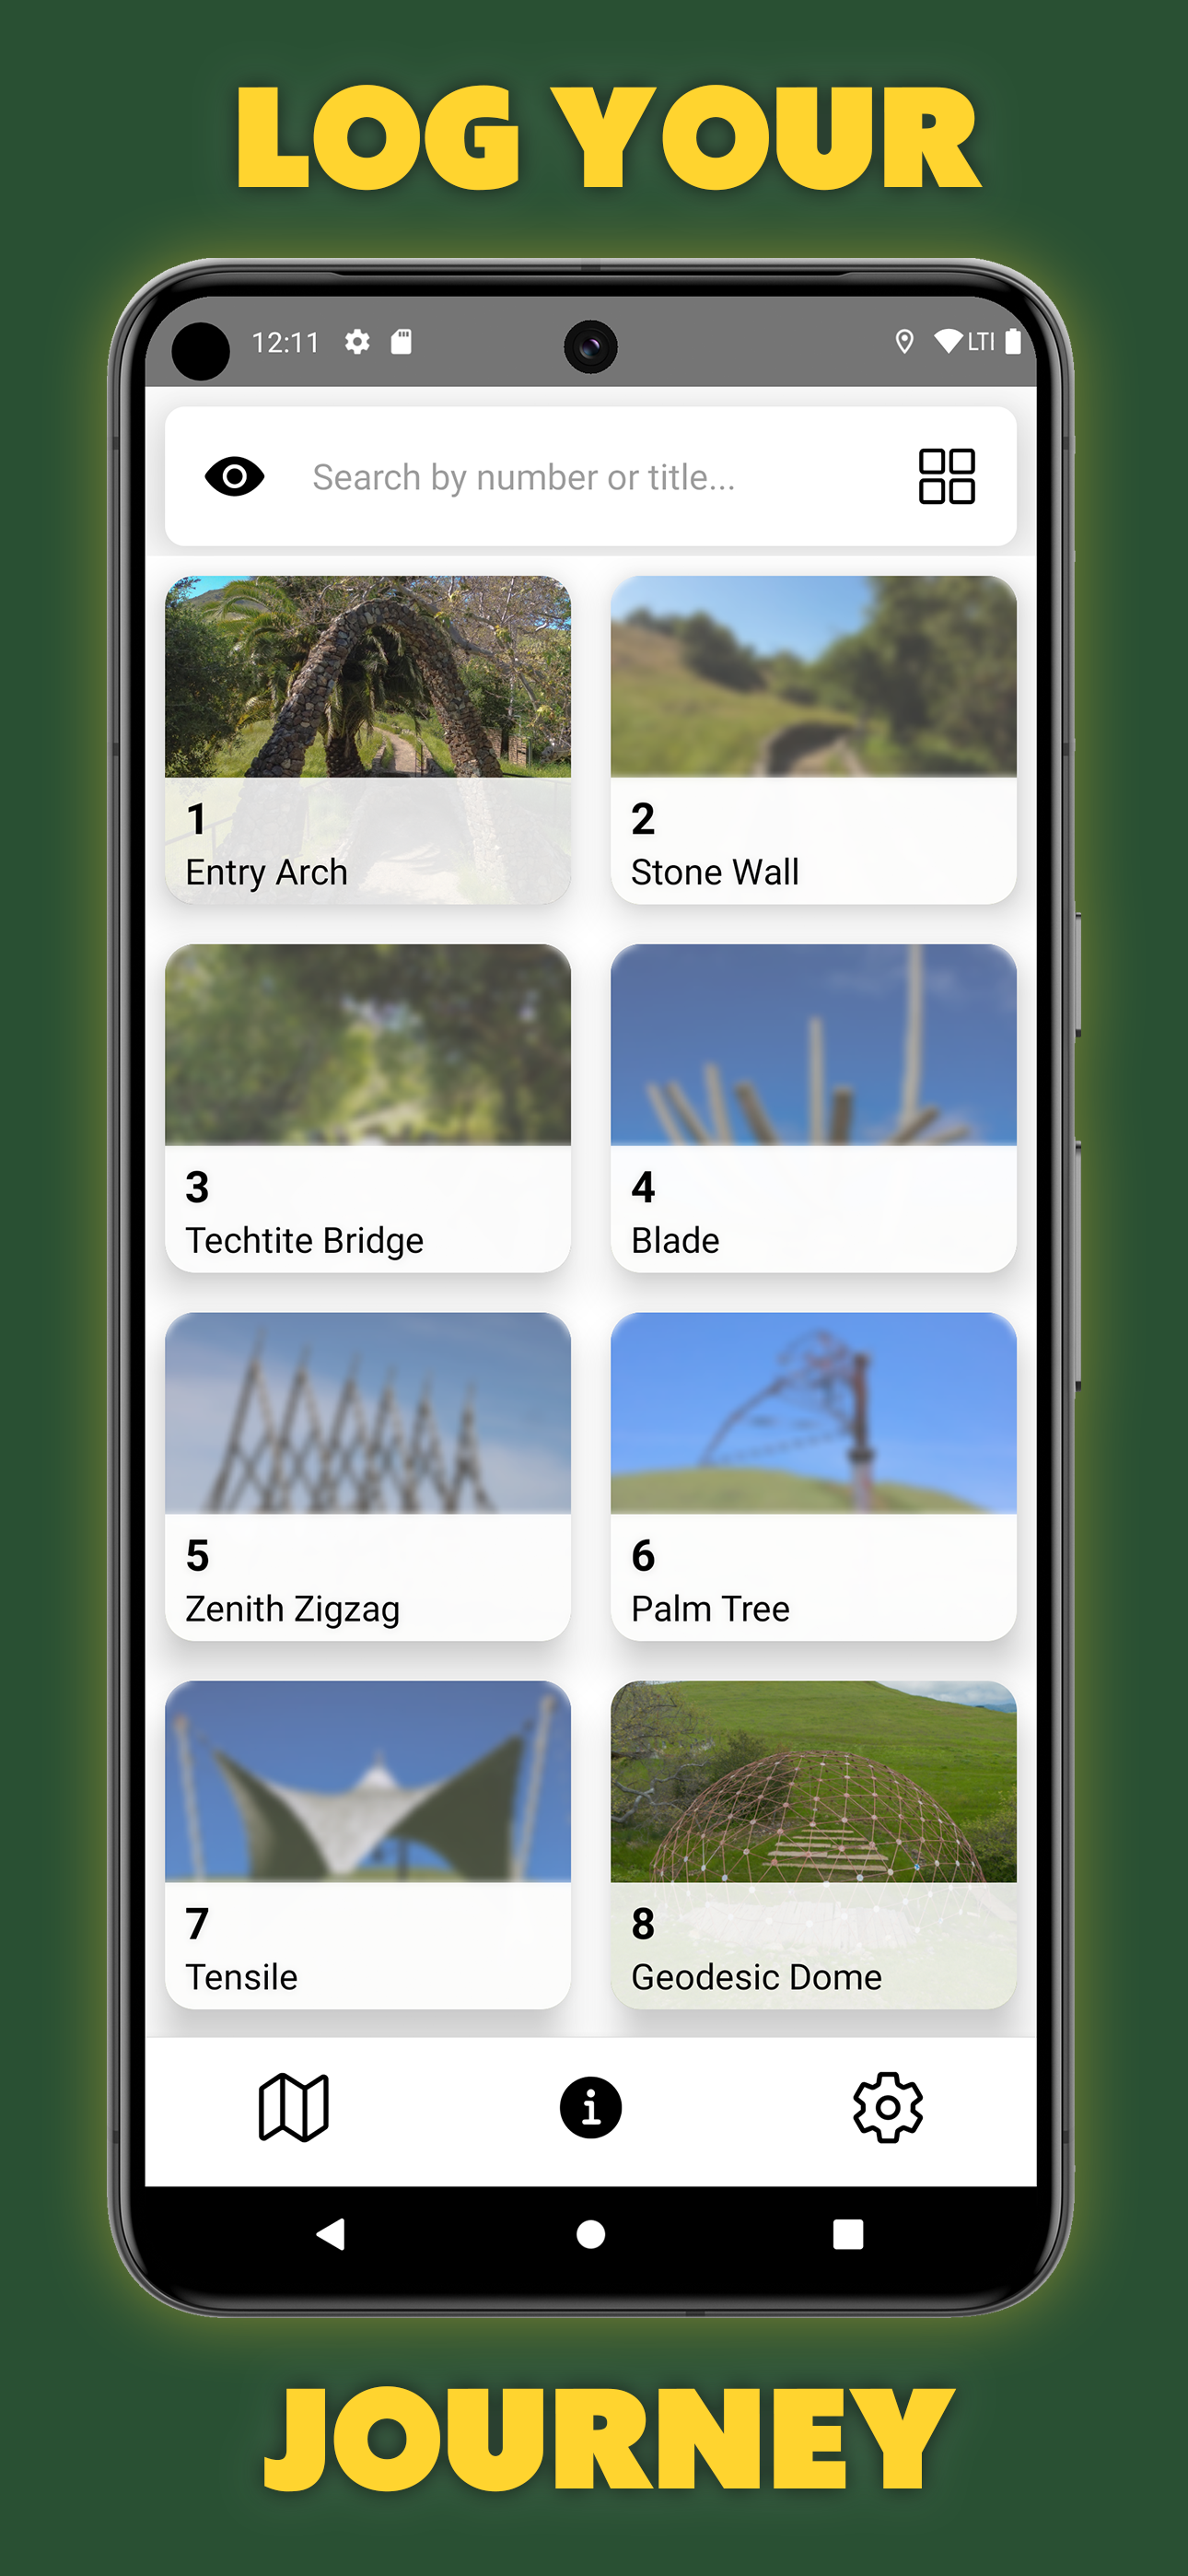 LOG YOUR
12:11
LTI
Search by number or title...
1
Entry Arch
2
Stone Wall
3
Techtite Bridge
4
Blade
5
Zenith Zigzag
6
Palm Tree
7
Tensile
8
Geodesic Dome
JOURNEY